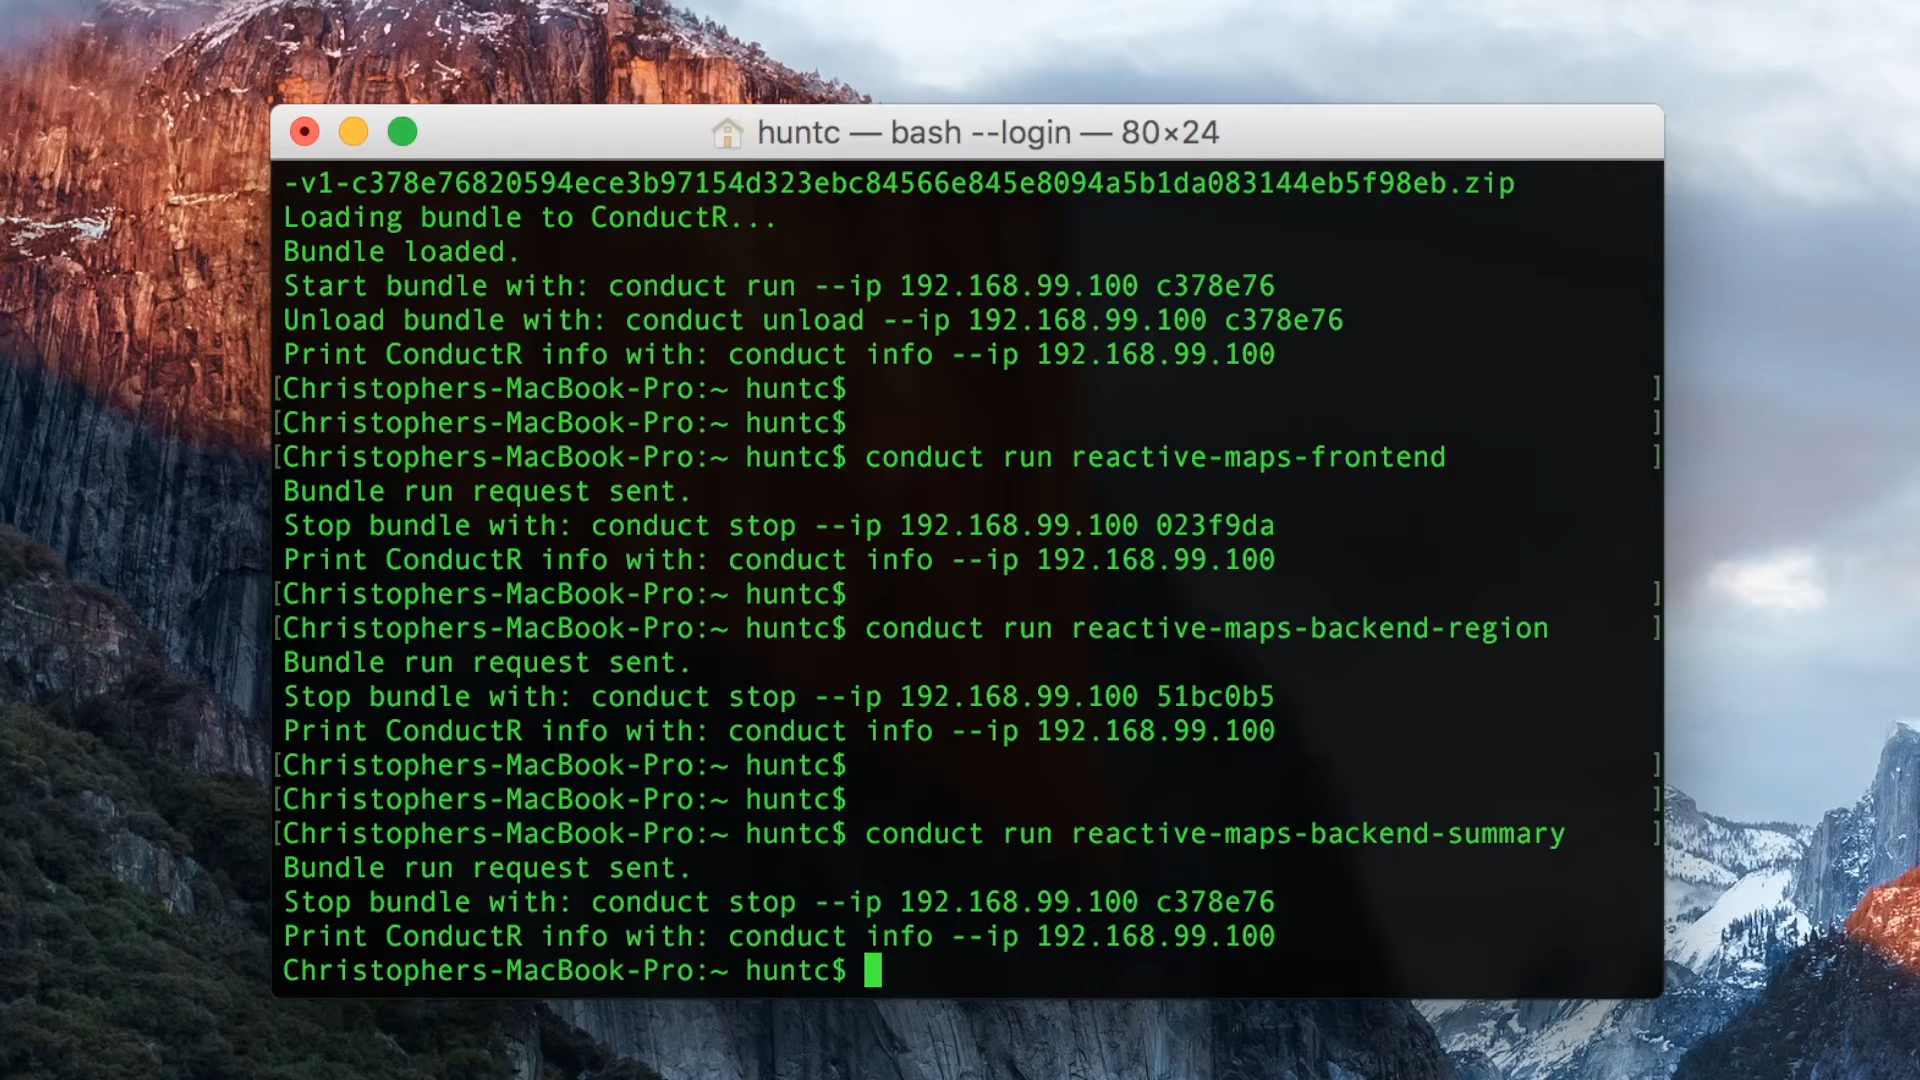 huntc — bash --login — 80×24
-v1-c378e76820594ece3b97154d323ebc84566e845e8094a5b1da083144eb5f98eb.zip
Loading bundle to ConductR...
Bundle loaded.
Start bundle with: conduct run --ip 192.168.99.100 c378e76
Unload bundle with: conduct unload --ip 192.168.99.100 c378e76
Print ConductR info with: conduct info --ip 192.168.99.100
[Christophers-MacBook-Pro:~ huntc$ ]
[Christophers-MacBook-Pro:~ huntc$ ]
[Christophers-MacBook-Pro:~ huntc$ conduct run reactive-maps-frontend ]
Bundle run request sent.
Stop bundle with: conduct stop --ip 192.168.99.100 023f9da
Print ConductR info with: conduct info --ip 192.168.99.100
[Christophers-MacBook-Pro:~ huntc$ ]
[Christophers-MacBook-Pro:~ huntc$ conduct run reactive-maps-backend-region ]
Bundle run request sent.
Stop bundle with: conduct stop --ip 192.168.99.100 51bc0b5
Print ConductR info with: conduct info --ip 192.168.99.100
[Christophers-MacBook-Pro:~ huntc$ ]
[Christophers-MacBook-Pro:~ huntc$ ]
[Christophers-MacBook-Pro:~ huntc$ conduct run reactive-maps-backend-summary ]
Bundle run request sent.
Stop bundle with: conduct stop --ip 192.168.99.100 c378e76
Print ConductR info with: conduct info --ip 192.168.99.100
Christophers-MacBook-Pro:~ huntc$